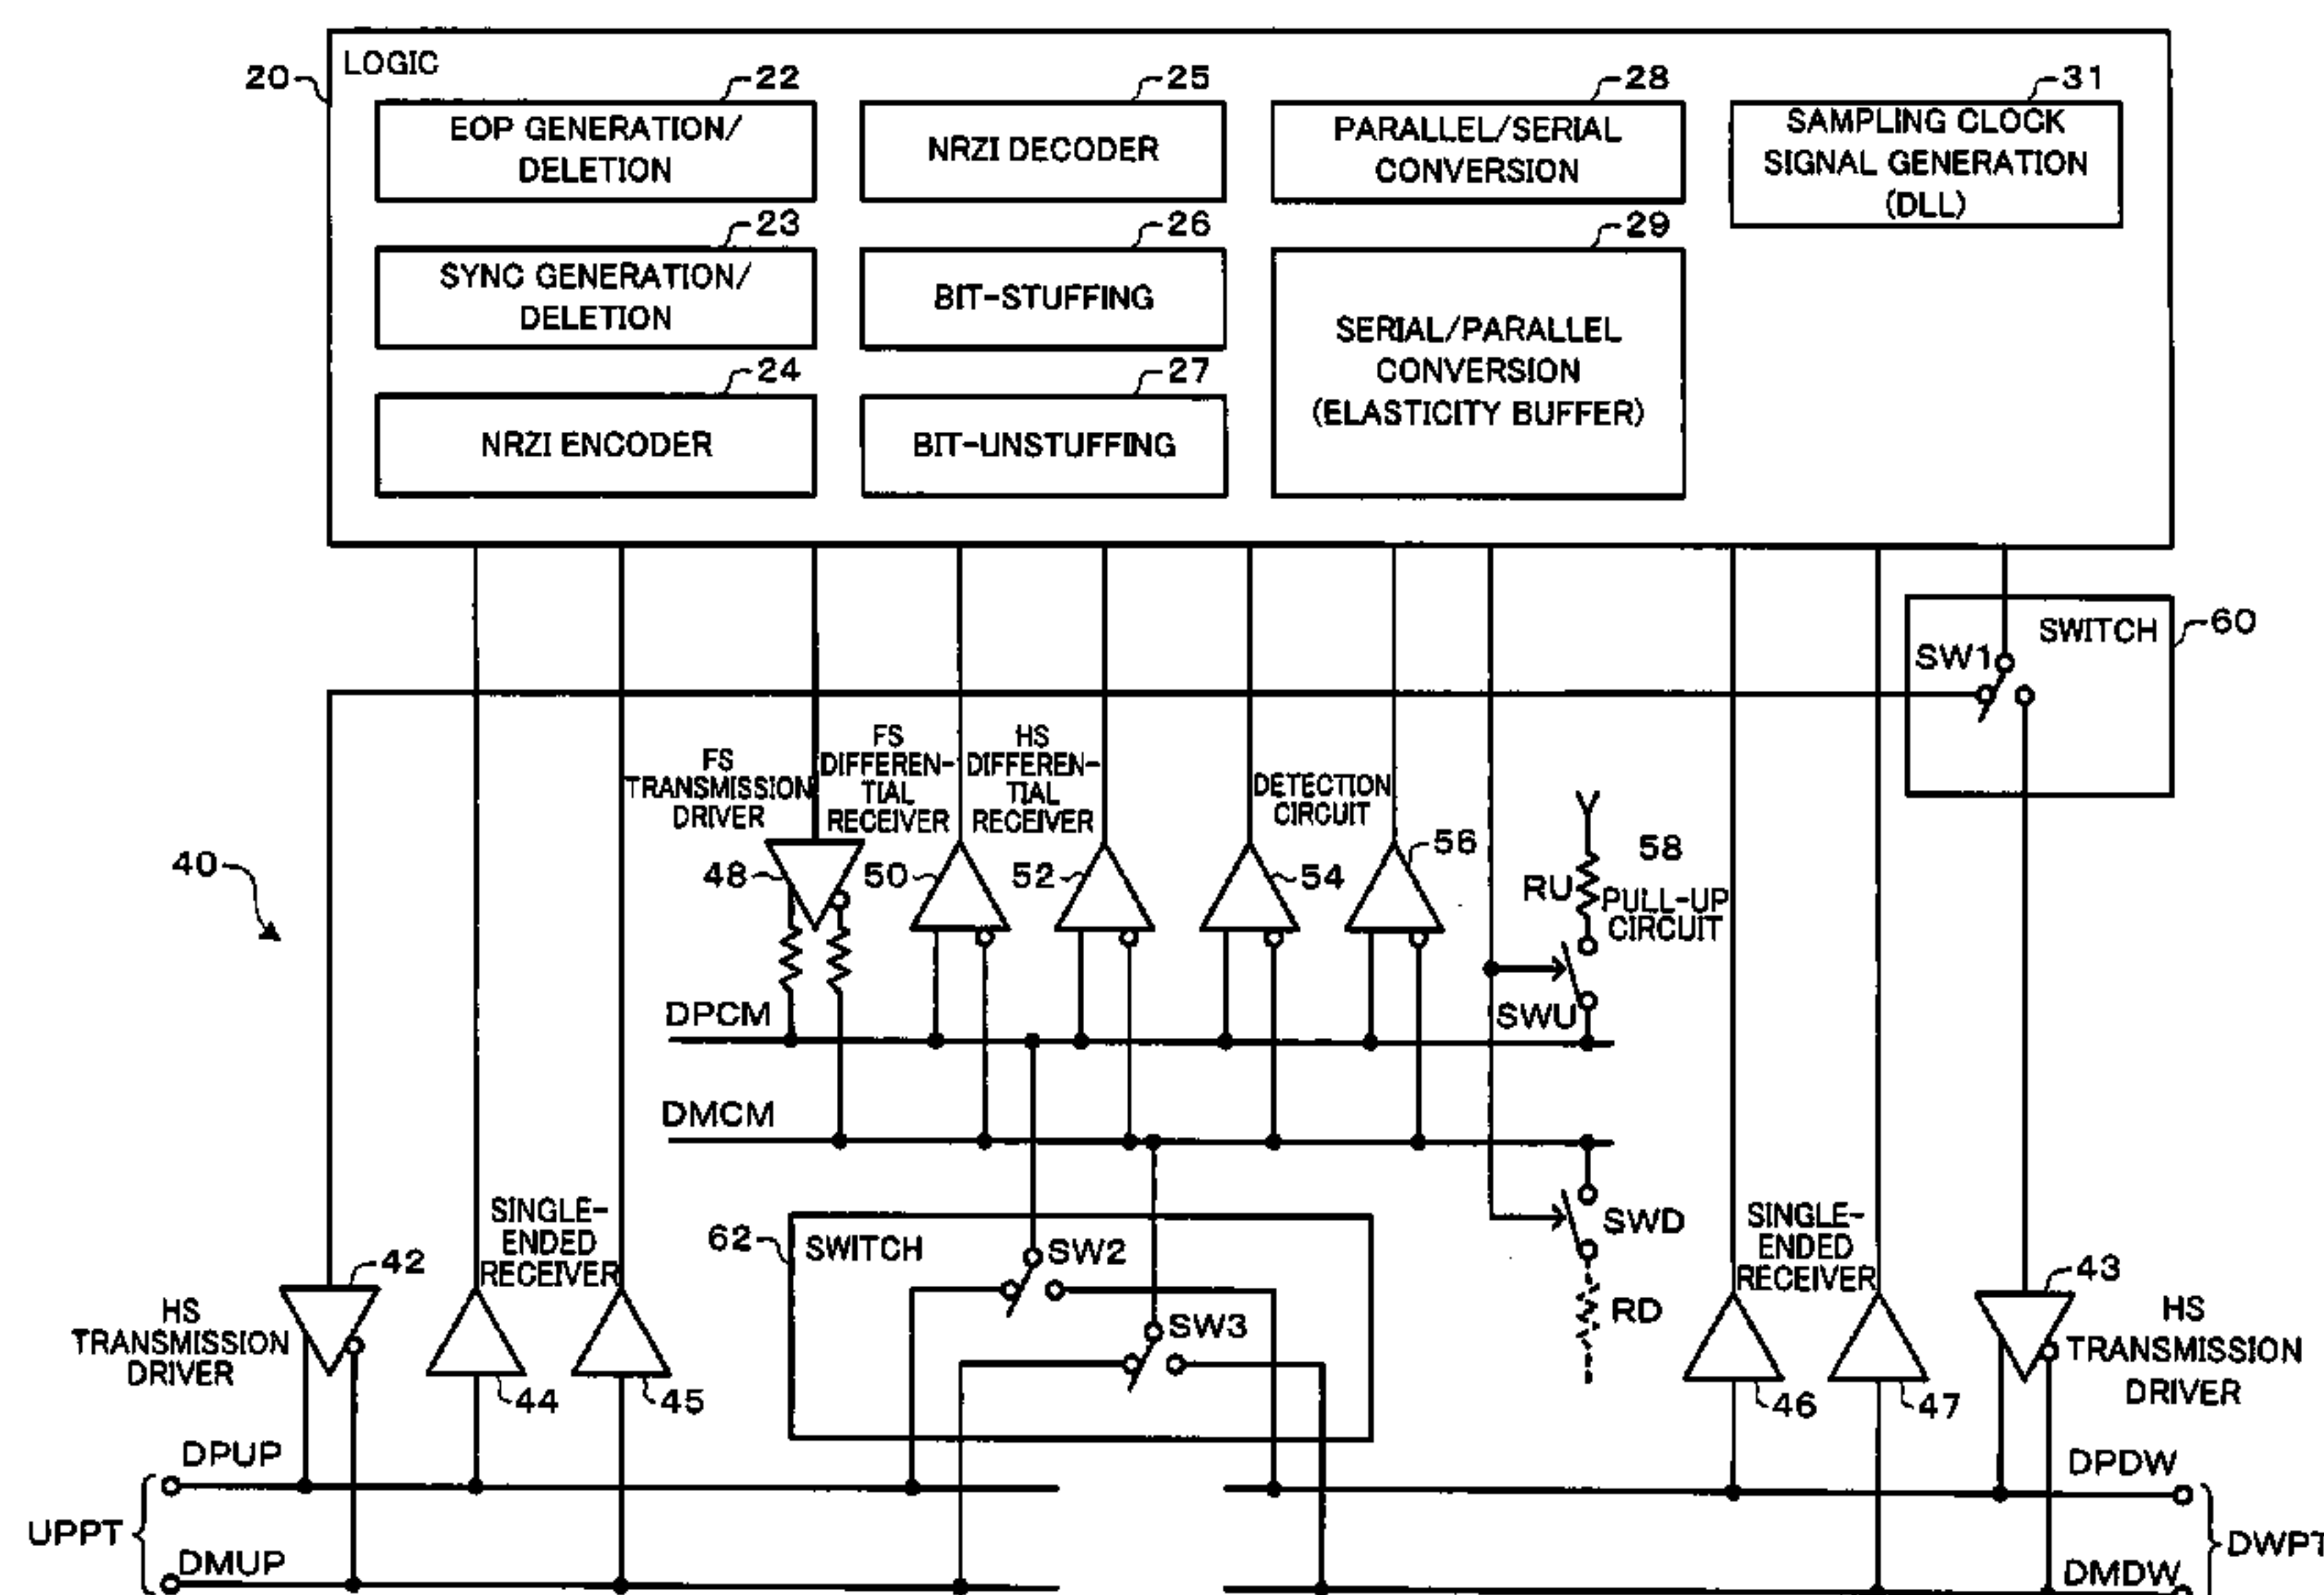 LOGIC
20
22
EOP GENERATION/
DELETION
25
NRZI DECODER
28
PARALLEL/SERIAL
CONVERSION
31
SAMPLING CLOCK
SIGNAL GENERATION
(DLL)
23
SYNC GENERATION/
DELETION
26
BIT-STUFFING
29
SERIAL/PARALLEL
CONVERSION
(ELASTICITY BUFFER)
24
NRZI ENCODER
27
BIT-UNSTUFFING
SWITCH
60
SW1
FS
TRANSMISSION
DRIVER
FS
DIFFEREN-
TIAL
RECEIVER
HS
DIFFEREN-
TIAL
RECEIVER
DETECTION
CIRCUIT
40
48
50
52
54
56
58
RU
PULL-UP
CIRCUIT
SWU
DPCM
DMCM
62
SWITCH
SW2
SW3
SWD
RD
42
HS
TRANSMISSION
DRIVER
SINGLE-
ENDED
RECEIVER
44
45
SINGLE-
ENDED
RECEIVER
46
47
43
HS
TRANSMISSION
DRIVER
DPUP
UPPT
DMUP
DPDW
DWPT
DMDW